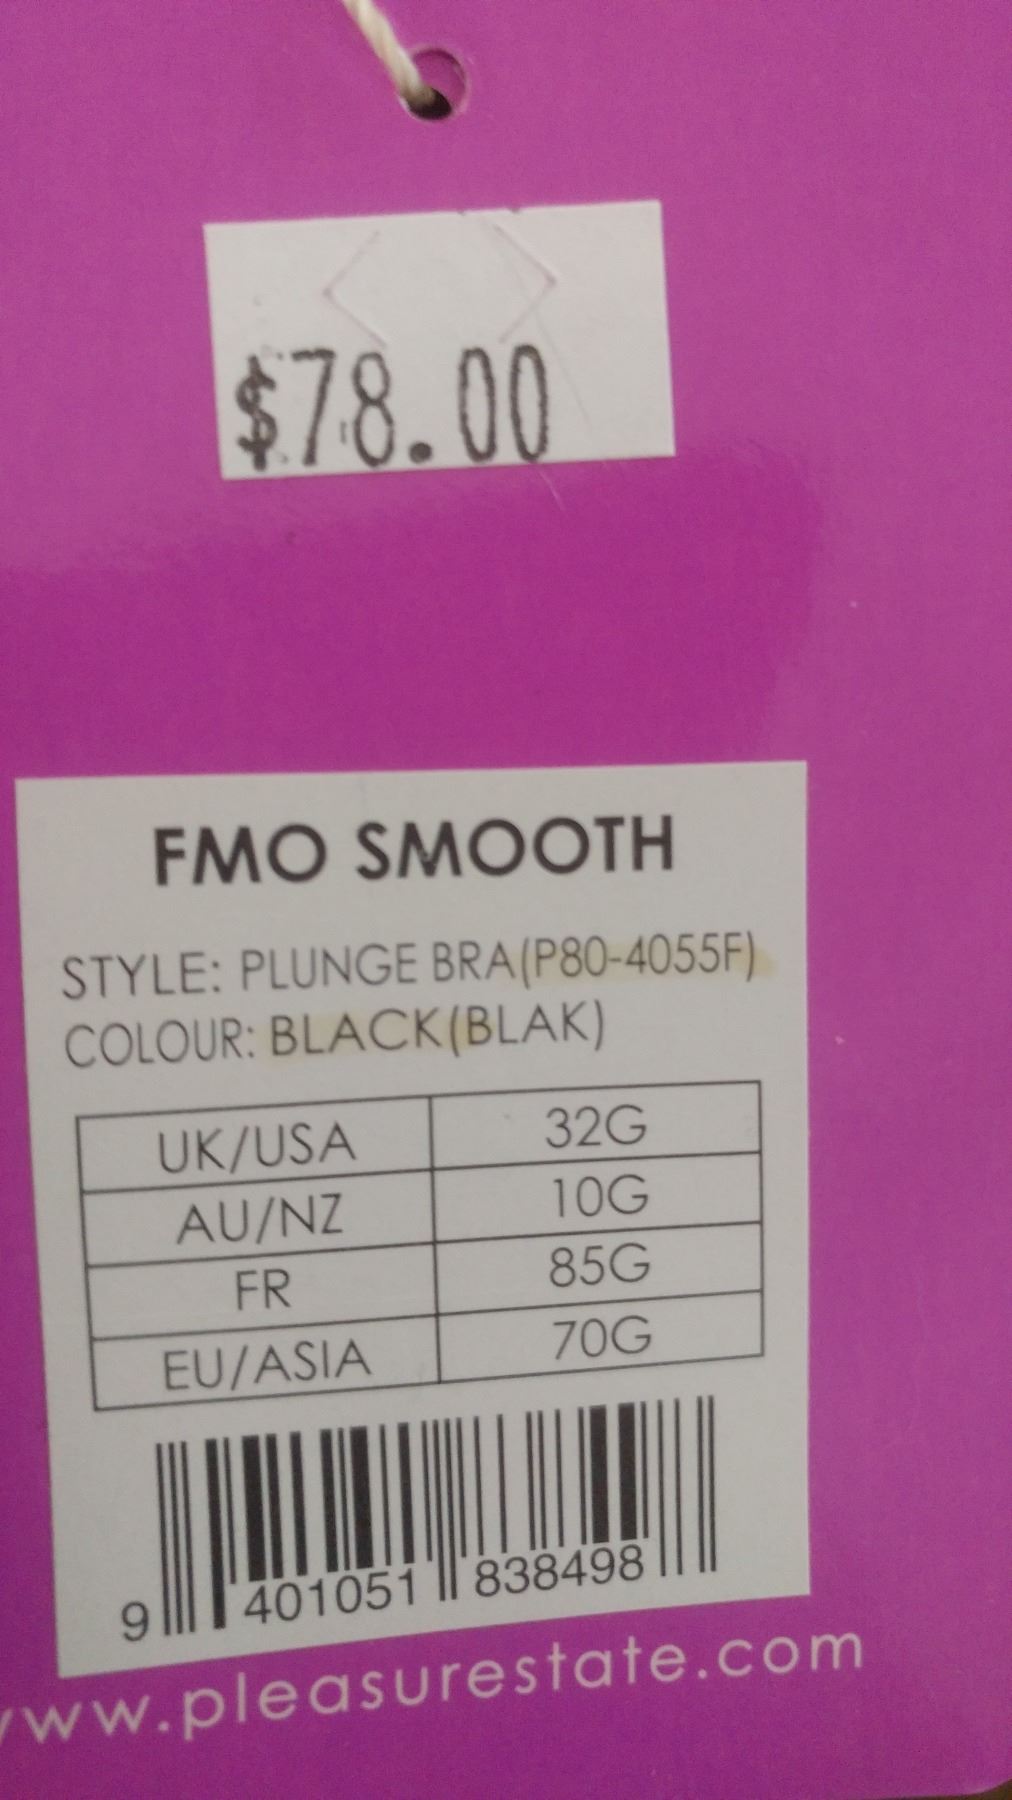 $78.00
FMO SMOOTH
STYLE: PLUNGE BRA(P80-4055F)
COLOUR: BLACK(BLAK)
UK/USA 32G
AU/NZ 10G
FR 85G
EU/ASIA 70G
9 401051 838498
www.pleasurestate.com